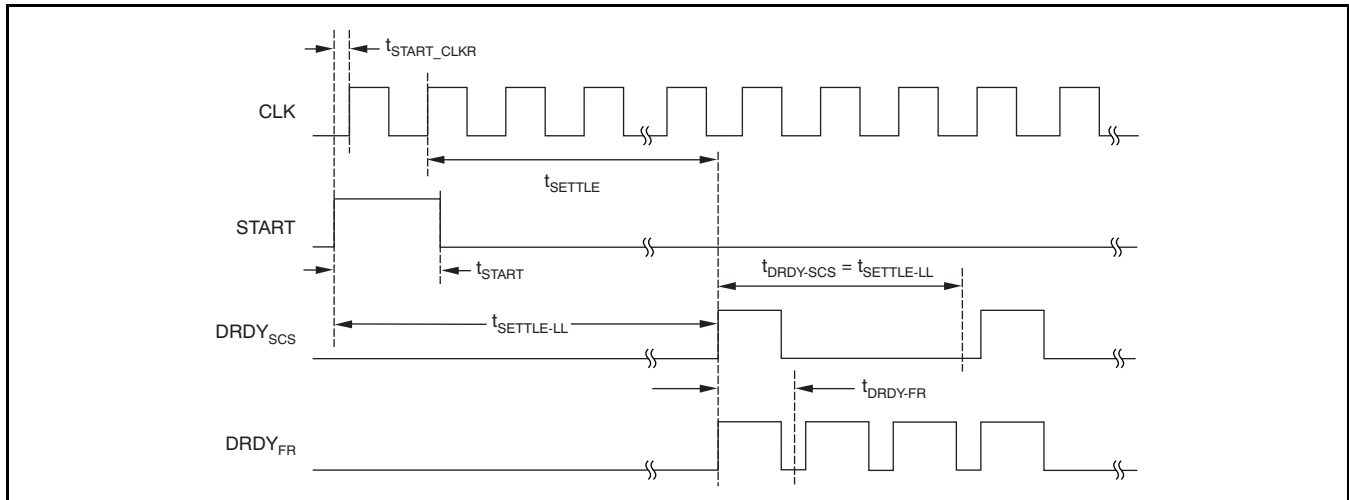 tSTART_CLKR
CLK
tSETTLE
START
tDRDY-SCS = tSETTLE-LL
tSTART
tSETTLE-LL
DRDYSCS
tDRDY-FR
DRDYFR